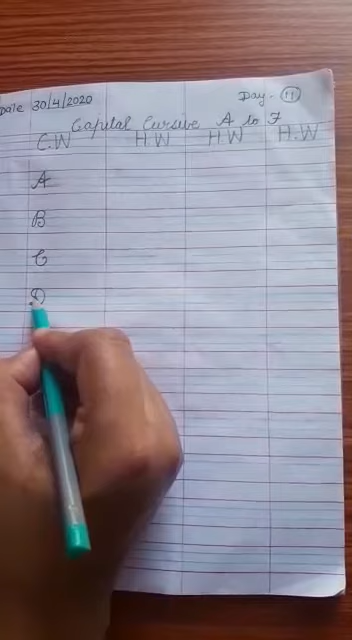 Date 30/4/2020 Day. 11
Capital Cursive A to F
C.W H.W H.W H.W
A
B
C
D